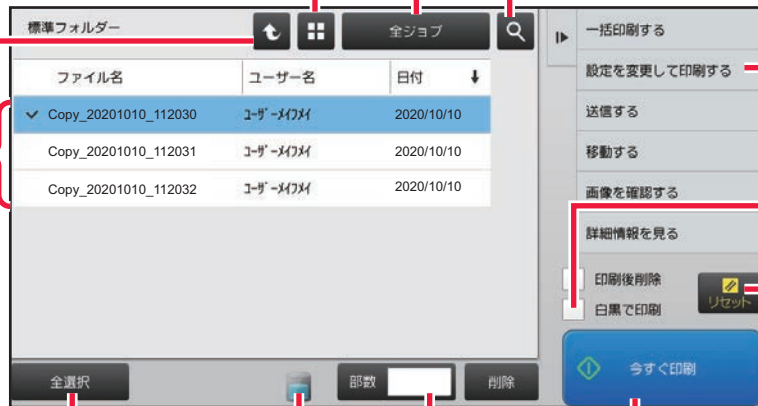 標準フォルダー
全ジョブ
ファイル名 ユーザー名 日付
Copy_20201010_112030 ﾕｰｻﾞｰﾒｲﾌﾒｲ 2020/10/10
Copy_20201010_112031 ﾕｰｻﾞｰﾒｲﾌﾒｲ 2020/10/10
Copy_20201010_112032 ﾕｰｻﾞｰﾒｲﾌﾒｲ 2020/10/10
全選択
部数
削除
一括印刷する
設定を変更して印刷する
送信する
移動する
画像を確認する
詳細情報を見る
印刷後削除
白黒で印刷
リセット
今すぐ印刷